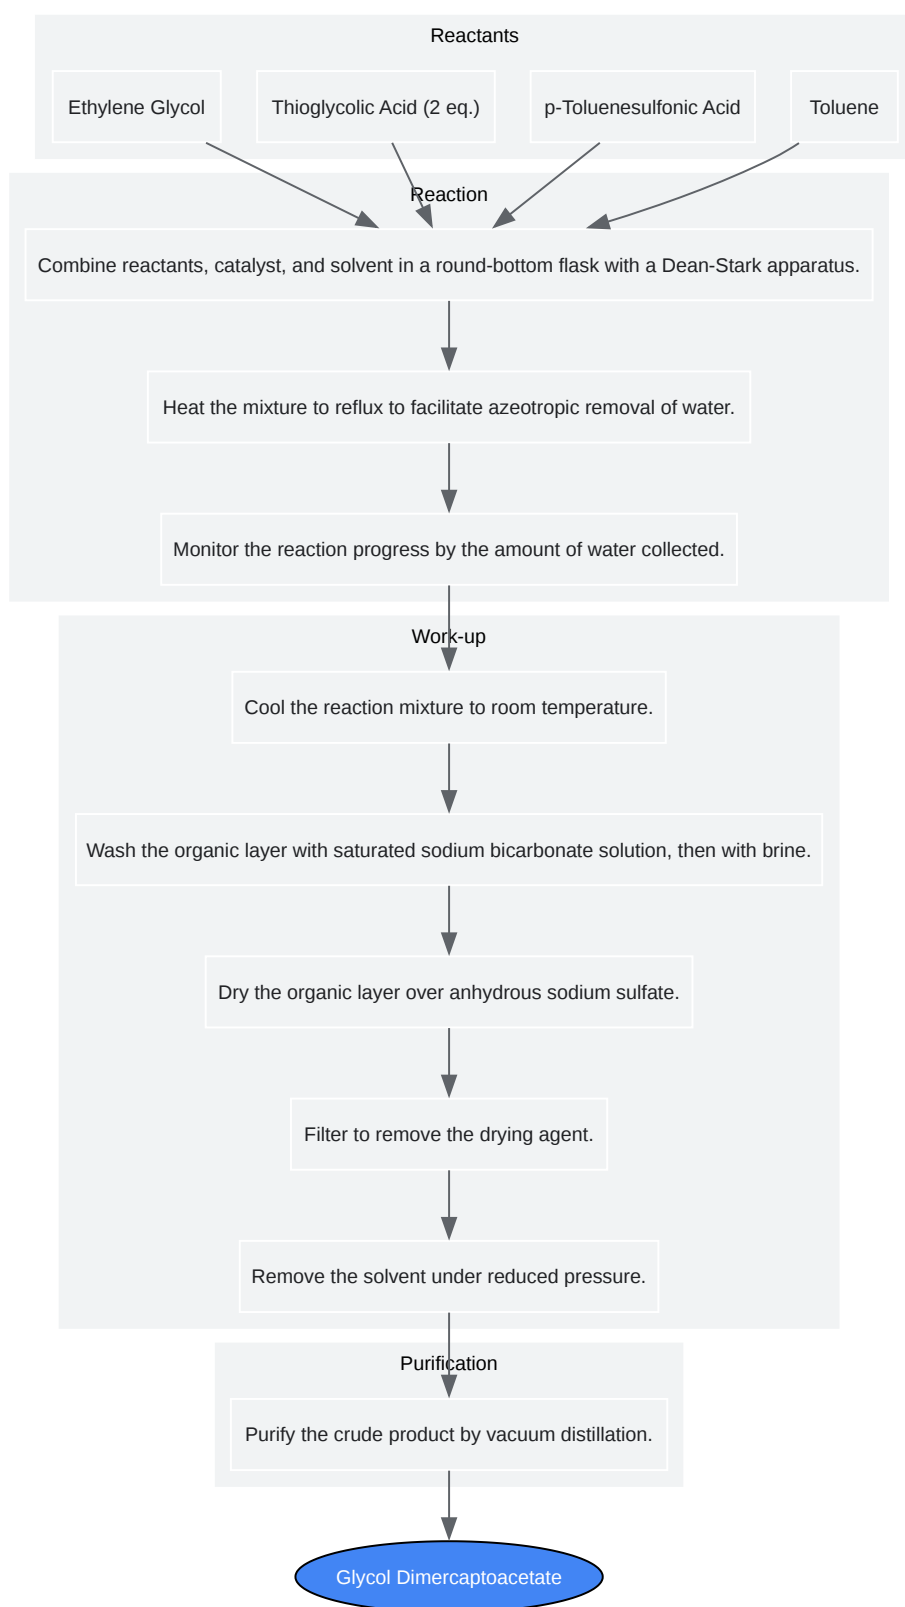 Reactants
Ethylene Glycol
Thioglycolic Acid (2 eq.)
p-Toluenesulfonic Acid
Toluene
Reaction
Combine reactants, catalyst, and solvent in a round-bottom flask with a Dean-Stark apparatus.
Heat the mixture to reflux to facilitate azeotropic removal of water.
Monitor the reaction progress by the amount of water collected.
Work-up
Cool the reaction mixture to room temperature.
Wash the organic layer with saturated sodium bicarbonate solution, then with brine.
Dry the organic layer over anhydrous sodium sulfate.
Filter to remove the drying agent.
Remove the solvent under reduced pressure.
Purification
Purify the crude product by vacuum distillation.
Glycol Dimercaptoacetate